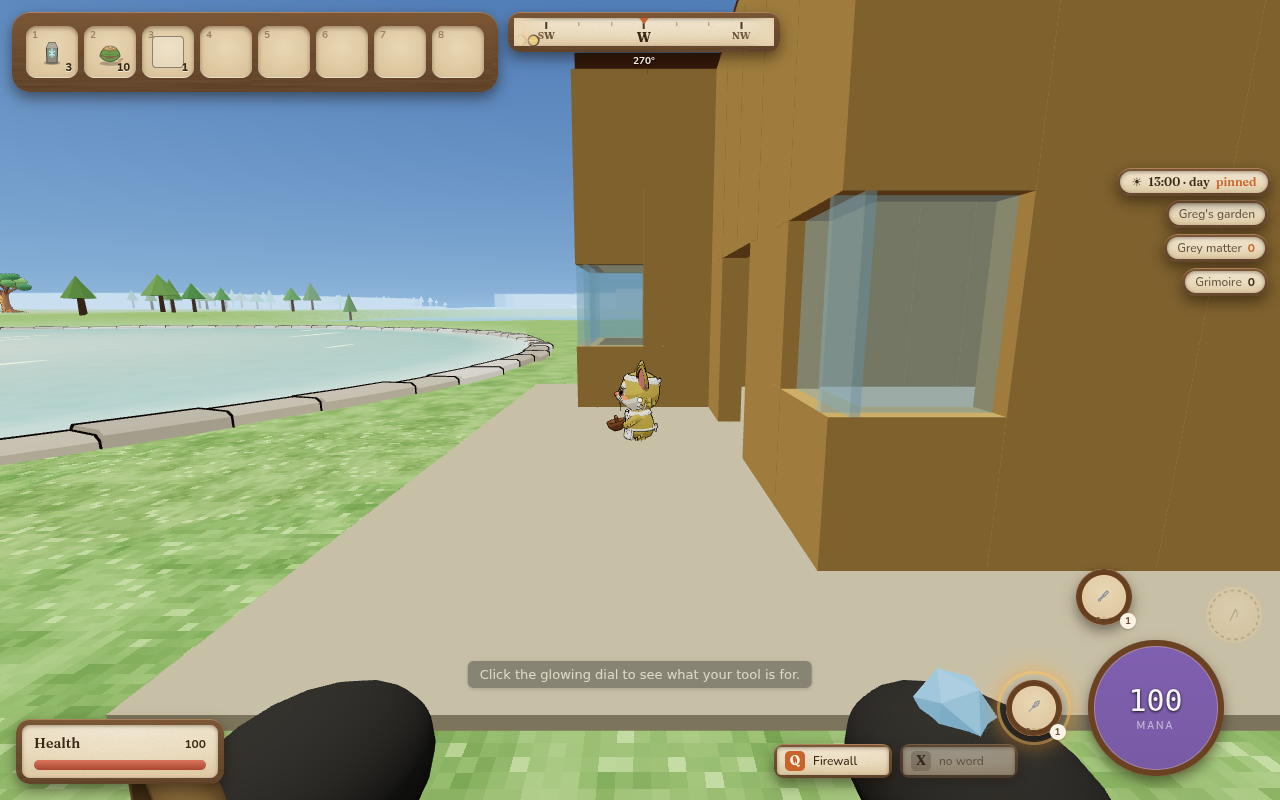 1 2 3 4 5 6 7 8
3 10 1
SW W NW
270°
13:00 · day pinned
Greg's garden
Grey matter 0
Grimoire 0
Click the glowing dial to see what your tool is for.
1
1
100
MANA
Health 100
Q Firewall
X no word